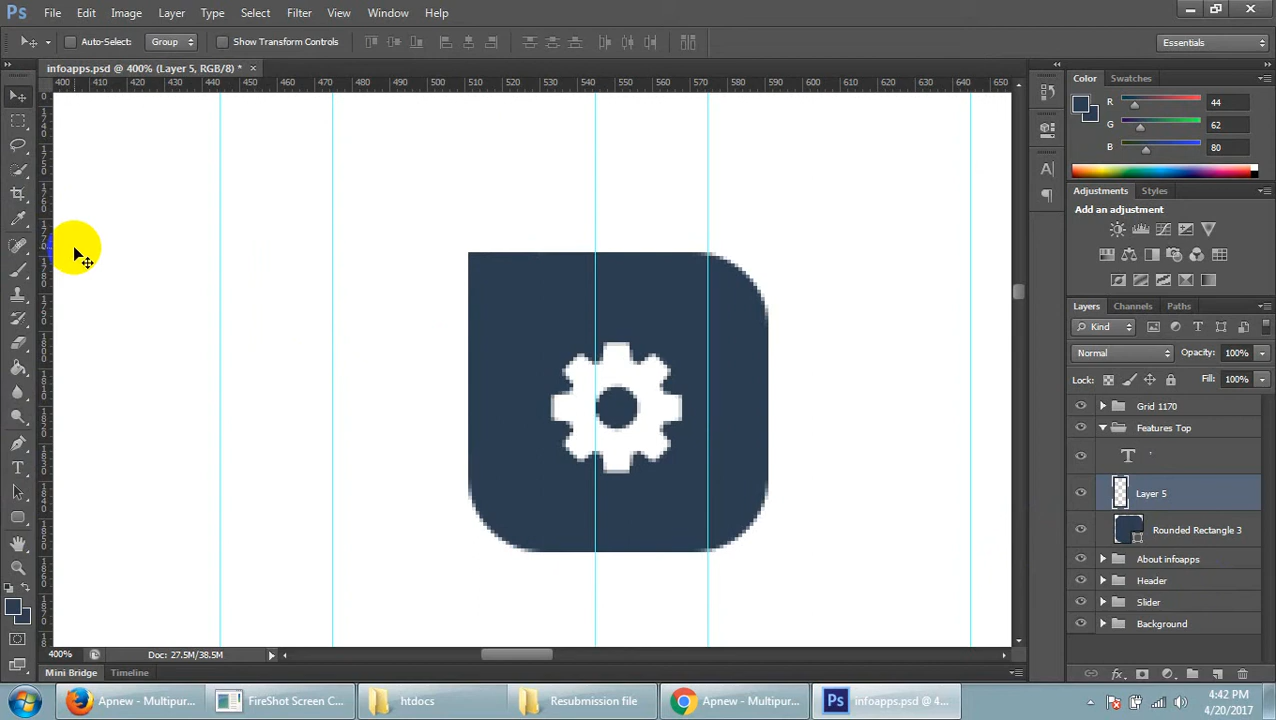 Ps File Edit Image Layer Type Select Filter View Window Help
Auto-Select: Group Show Transform Controls Essentials
infoapps.psd @ 400% (Layer 5, RGB/8) * ×
400 410 420 430 440 450 460 470 480 490 500 510 520 530 540 550 560 570 580 590 600 610 620 630 640 650
Color Swatches
R 44
G 62
B 80
Adjustments Styles
Add an adjustment
Layers Channels Paths
Kind
Normal Opacity: 100%
Lock: Fill: 100%
Grid 1170
Features Top
T '
Layer 5
Rounded Rectangle 3
About infoapps
Header
Slider
Background
400% Doc: 27.5M/38.5M
Mini Bridge Timeline
Apnew - Multipur... FireShot Screen C... htdocs Resubmission file Apnew - Multipu... Ps infoapps.psd @ 4...
4:42 PM
4/20/2017